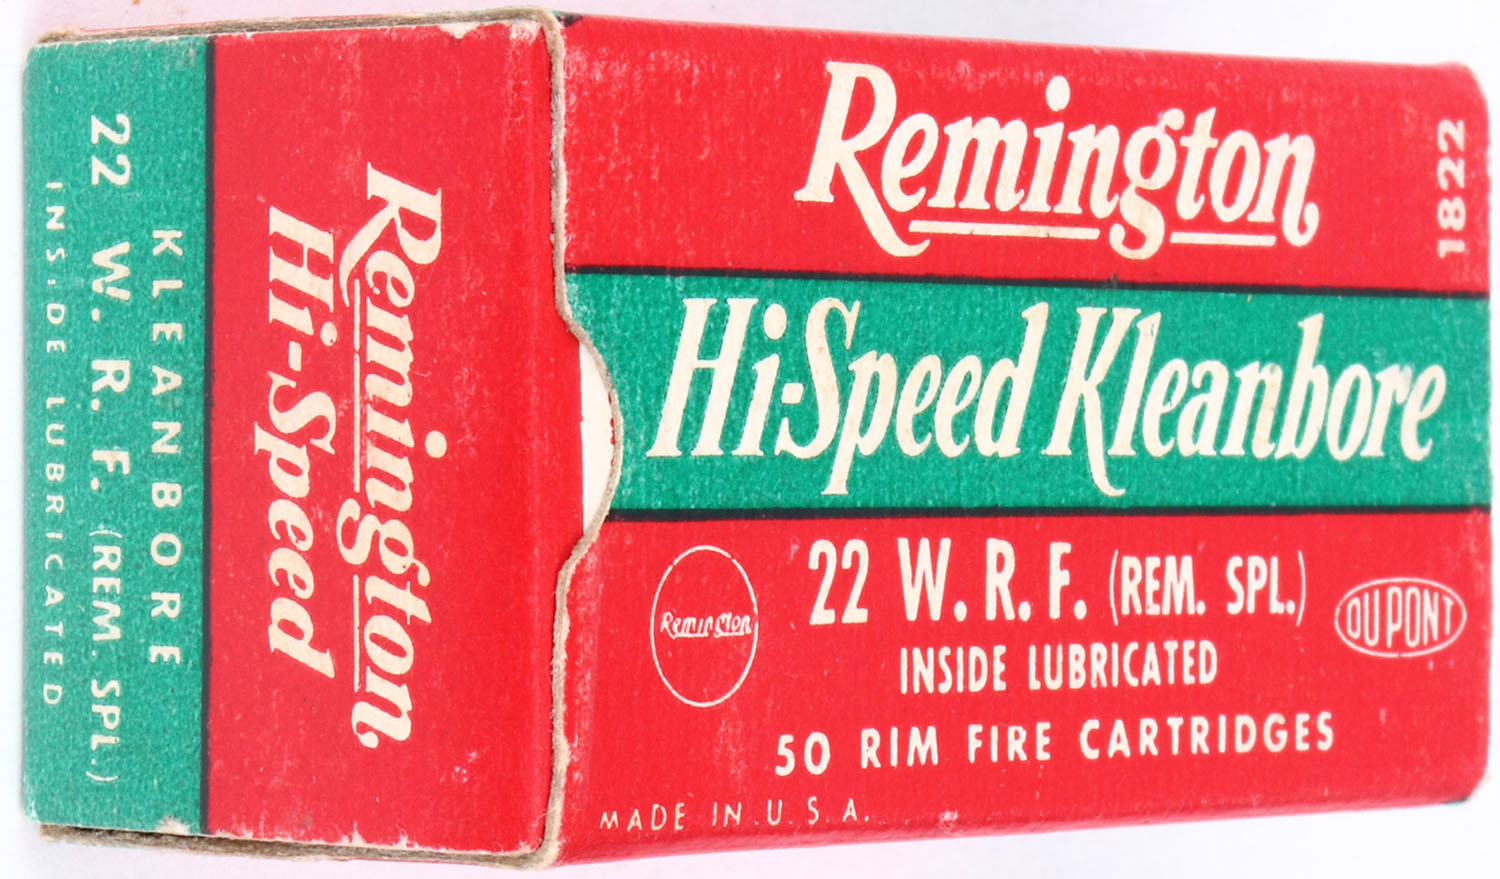 Remington
1822
Hi-Speed Kleanbore
Remington
22 W. R. F. (REM. SPL.)
DU PONT
INSIDE LUBRICATED
50 RIM FIRE CARTRIDGES
MADE IN U. S. A.
Remington
Hi-Speed
KLEANBORE
22 W. R. F. (REM. SPL.)
INSIDE LUBRICATED